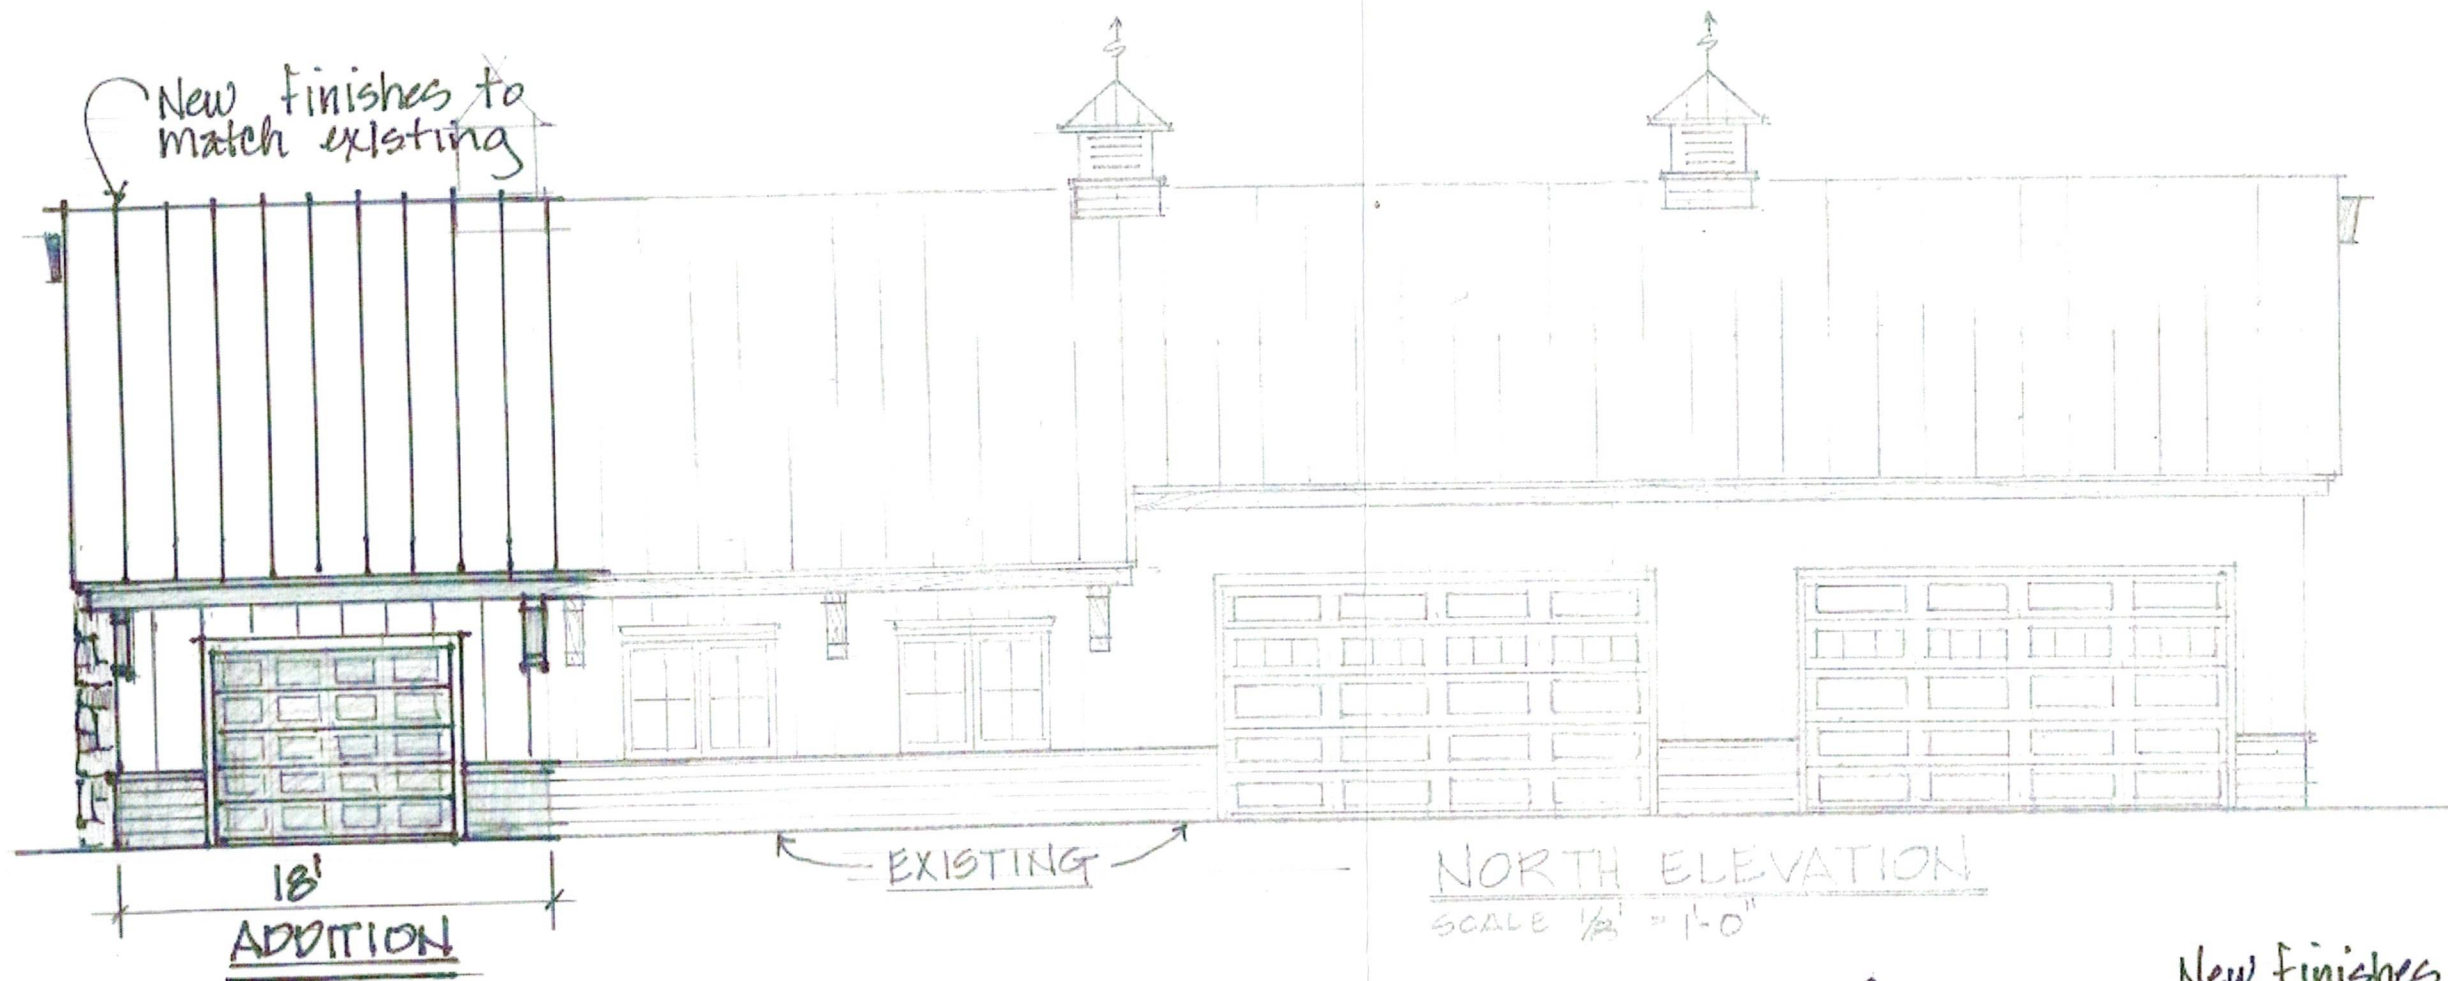 New finishes to
match existing
18'
ADDITION
EXISTING
NORTH ELEVATION
SCALE 1/8" = 1'-0"
New finishes